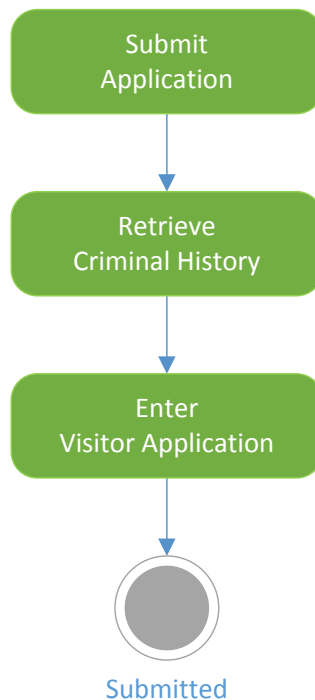 Submit
Application
Retrieve
Criminal History
Enter
Visitor Application
Submitted